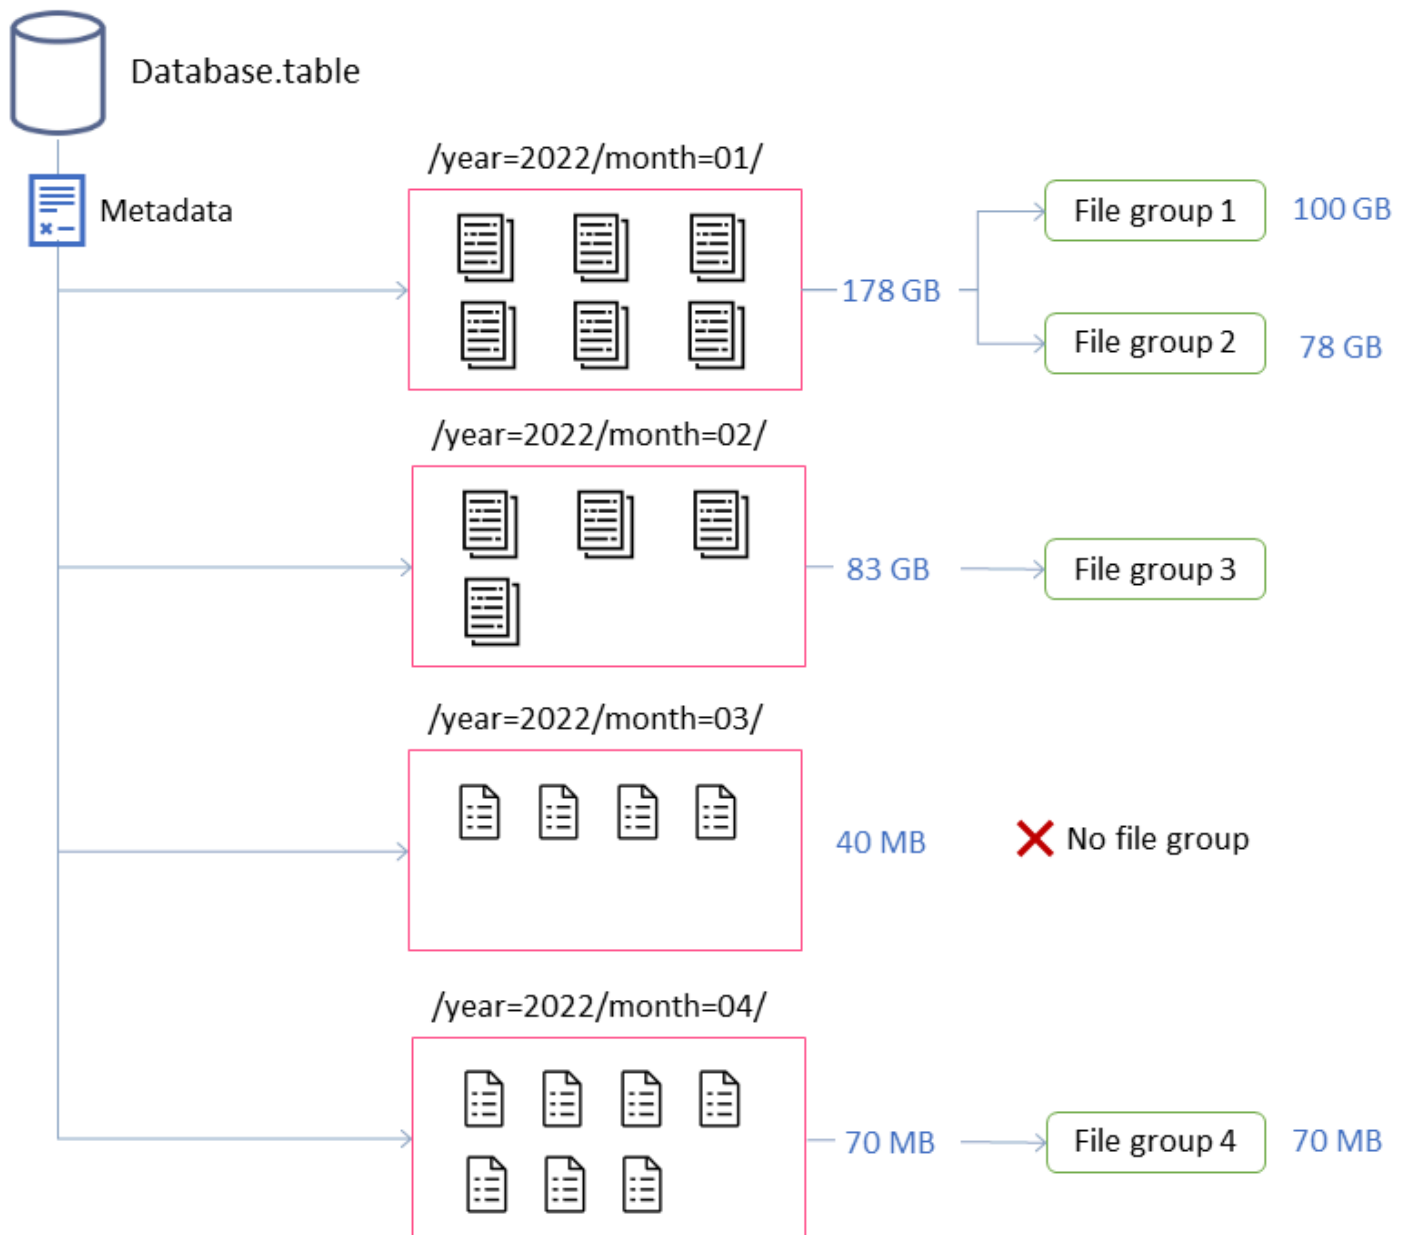 Database.table
Metadata
/year=2022/month=01/
178 GB
File group 1
100 GB
File group 2
78 GB
/year=2022/month=02/
83 GB
File group 3
/year=2022/month=03/
40 MB
No file group
/year=2022/month=04/
70 MB
File group 4
70 MB